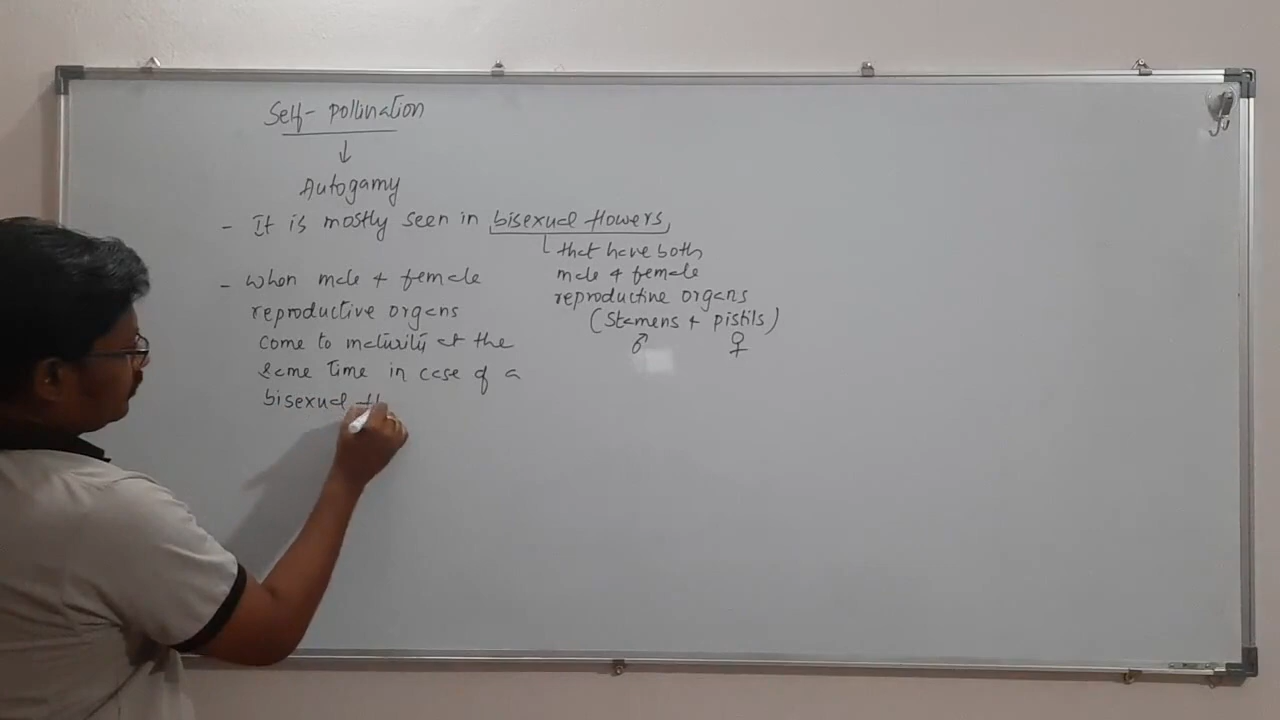 Self-pollination
↓
Autogamy
- It is mostly seen in bisexual flowers,
that have both
male & female
reproductive organs
(Stamens & pistils)
♂ ♀
- When male & female
reproductive organs
come to maturity at the
same time in case of a
bisexual fl